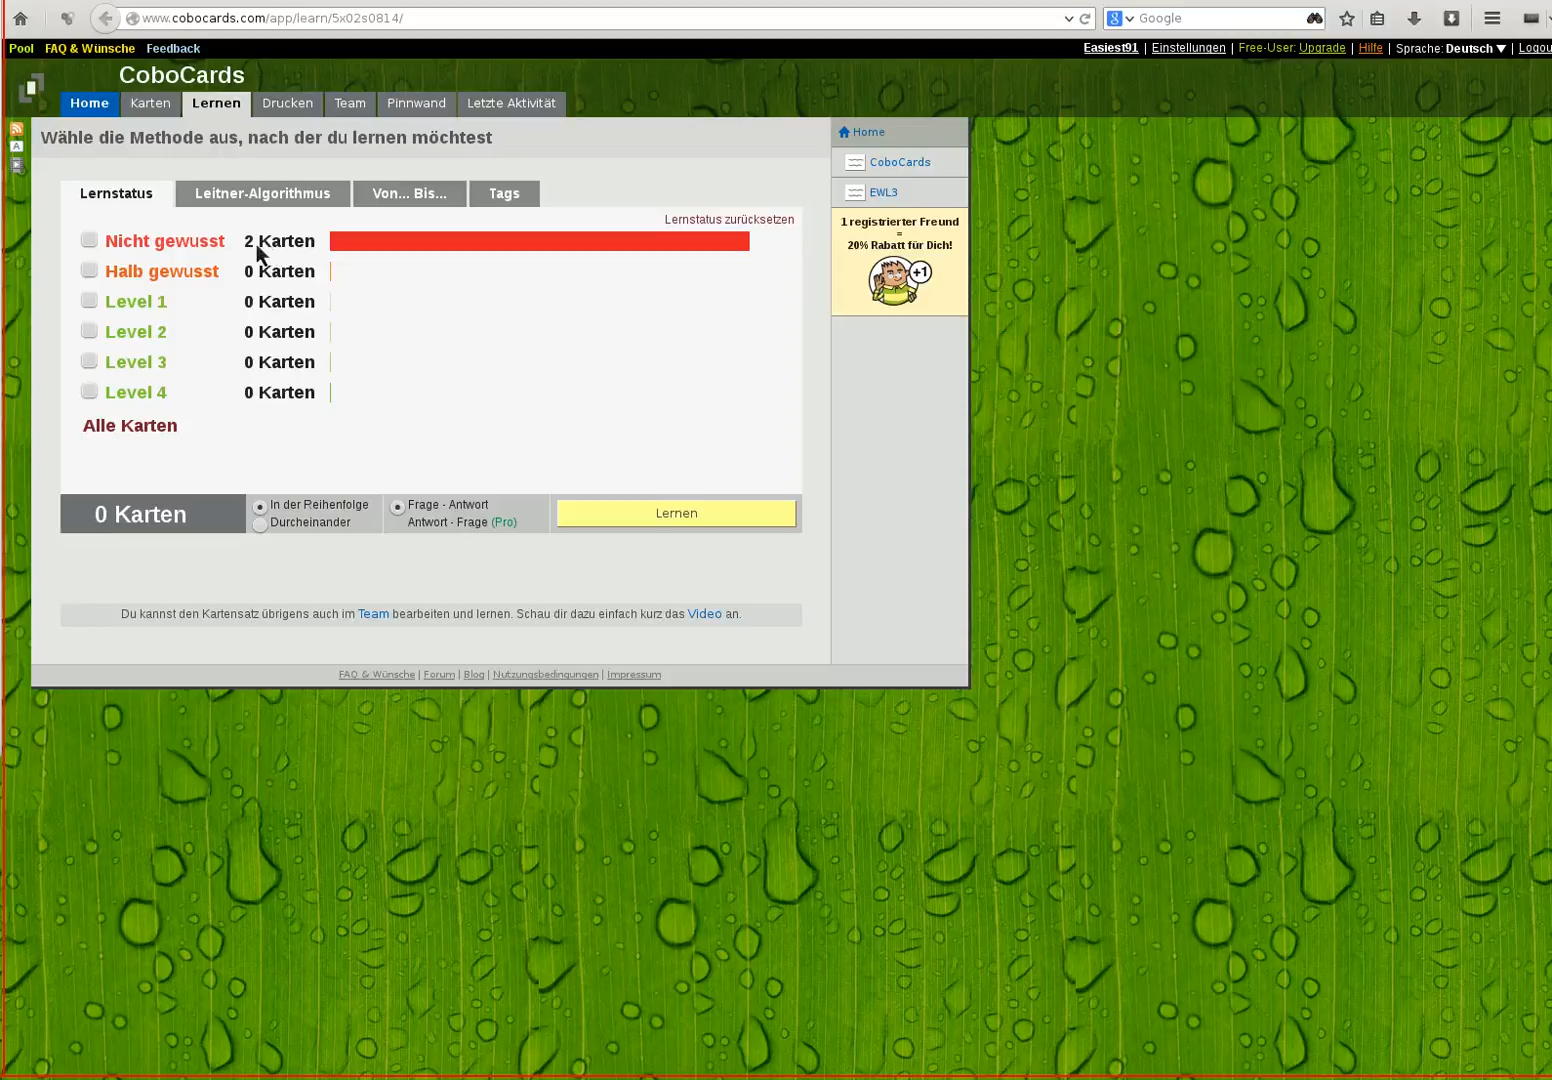 www.cobocards.com/app/learn/5x02s0814/
Google
Pool FAQ & Wünsche Feedback
Easiest91 | Einstellungen | Free-User: Upgrade | Hilfe | Sprache: Deutsch ▼ | Logou
CoboCards
Home Karten Lernen Drucken Team Pinnwand Letzte Aktivität
Wähle die Methode aus, nach der du lernen möchtest
Lernstatus Leitner-Algorithmus Von... Bis... Tags
Lernstatus zurücksetzen
Nicht gewusst 2 Karten
Halb gewusst 0 Karten
Level 1 0 Karten
Level 2 0 Karten
Level 3 0 Karten
Level 4 0 Karten
Alle Karten
0 Karten
In der Reihenfolge
Durcheinander
Frage - Antwort
Antwort - Frage (Pro)
Lernen
Du kannst den Kartensatz übrigens auch im Team bearbeiten und lernen. Schau dir dazu einfach kurz das Video an.
Home
CoboCards
EWL3
1 registrierter Freund
=
20% Rabatt für Dich!
+1
FAQ & Wünsche | Forum | Blog | Nutzungsbedingungen | Impressum